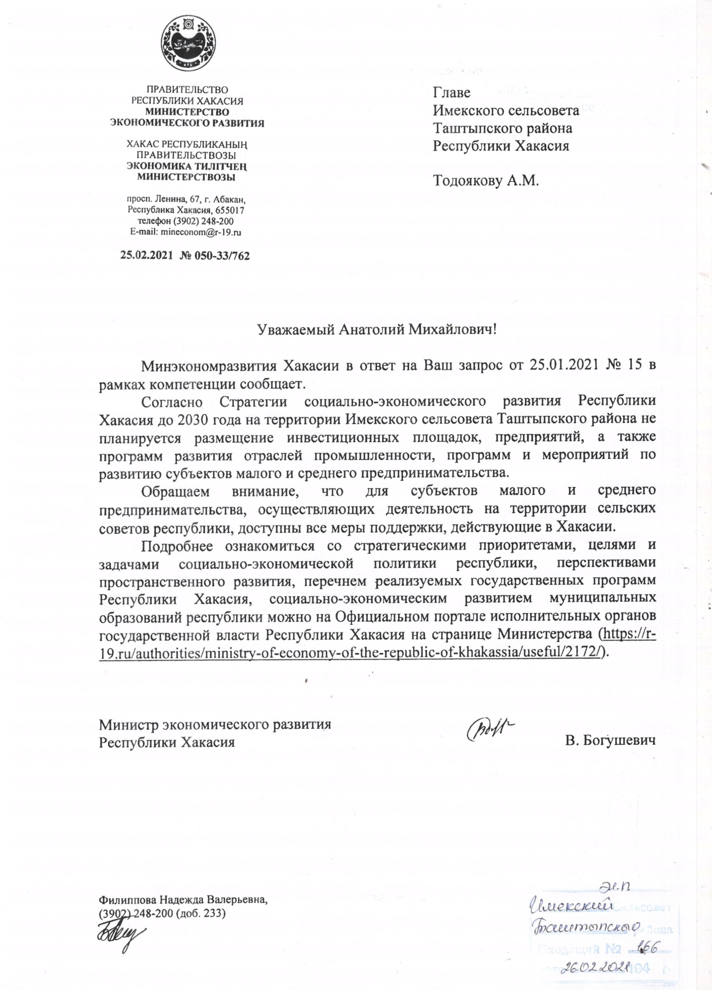 ПРАВИТЕЛЬСТВО
РЕСПУБЛИКИ ХАКАСИЯ
МИНИСТЕРСТВО
ЭКОНОМИЧЕСКОГО РАЗВИТИЯ
ХАКАС РЕСПУБЛИКАНЫҢ
ПРАВИТЕЛЬСТВОЗЫ
ЭКОНОМИКА ТИЛІТЧЕҢ
МИНИСТЕРСТВОЗЫ
просп. Ленина, 67, г. Абакан,
Республика Хакасия, 655017
телефон (3902) 248-200
E-mail: mineconom@r-19.ru
25.02.2021 № 050-33/762
Главе
Имекского сельсовета
Таштыпского района
Республики Хакасия
Тодоякову А.М.
Уважаемый Анатолий Михайлович!
Минэкономразвития Хакасии в ответ на Ваш запрос от 25.01.2021 № 15 в
рамках компетенции сообщает.
Согласно Стратегии социально-экономического развития Республики
Хакасия до 2030 года на территории Имекского сельсовета Таштыпского района не
планируется размещение инвестиционных площадок, предприятий, а также
программ развития отраслей промышленности, программ и мероприятий по
развитию субъектов малого и среднего предпринимательства.
Обращаем внимание, что для субъектов малого и среднего
предпринимательства, осуществляющих деятельность на территории сельских
советов республики, доступны все меры поддержки, действующие в Хакасии.
Подробнее ознакомиться со стратегическими приоритетами, целями и
задачами социально-экономической политики республики, перспективами
пространственного развития, перечнем реализуемых государственных программ
Республики Хакасия, социально-экономическим развитием муниципальных
образований республики можно на Официальном портале исполнительных органов
государственной власти Республики Хакасия на странице Министерства (https://r-
19.ru/authorities/ministry-of-economy-of-the-republic-of-khakassia/useful/2172/).
Министр экономического развития
Республики Хакасия
В. Богушевич
Филиппова Надежда Валерьевна,
(3902) 248-200 (доб. 233)
эл.п
Имекский Сельсовет
Таштыпского района
Входящий № 166
26.02.2021 194 г.